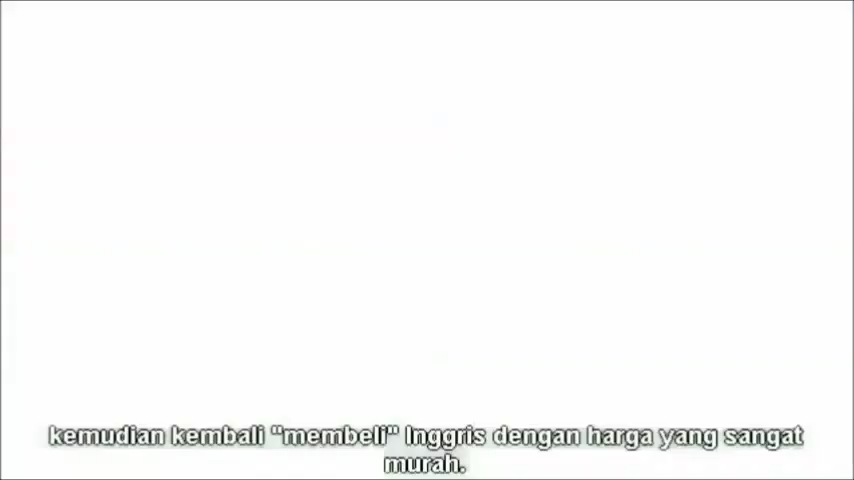 kemudian kembali "membeli" Inggris dengan harga yang sangat
murah.